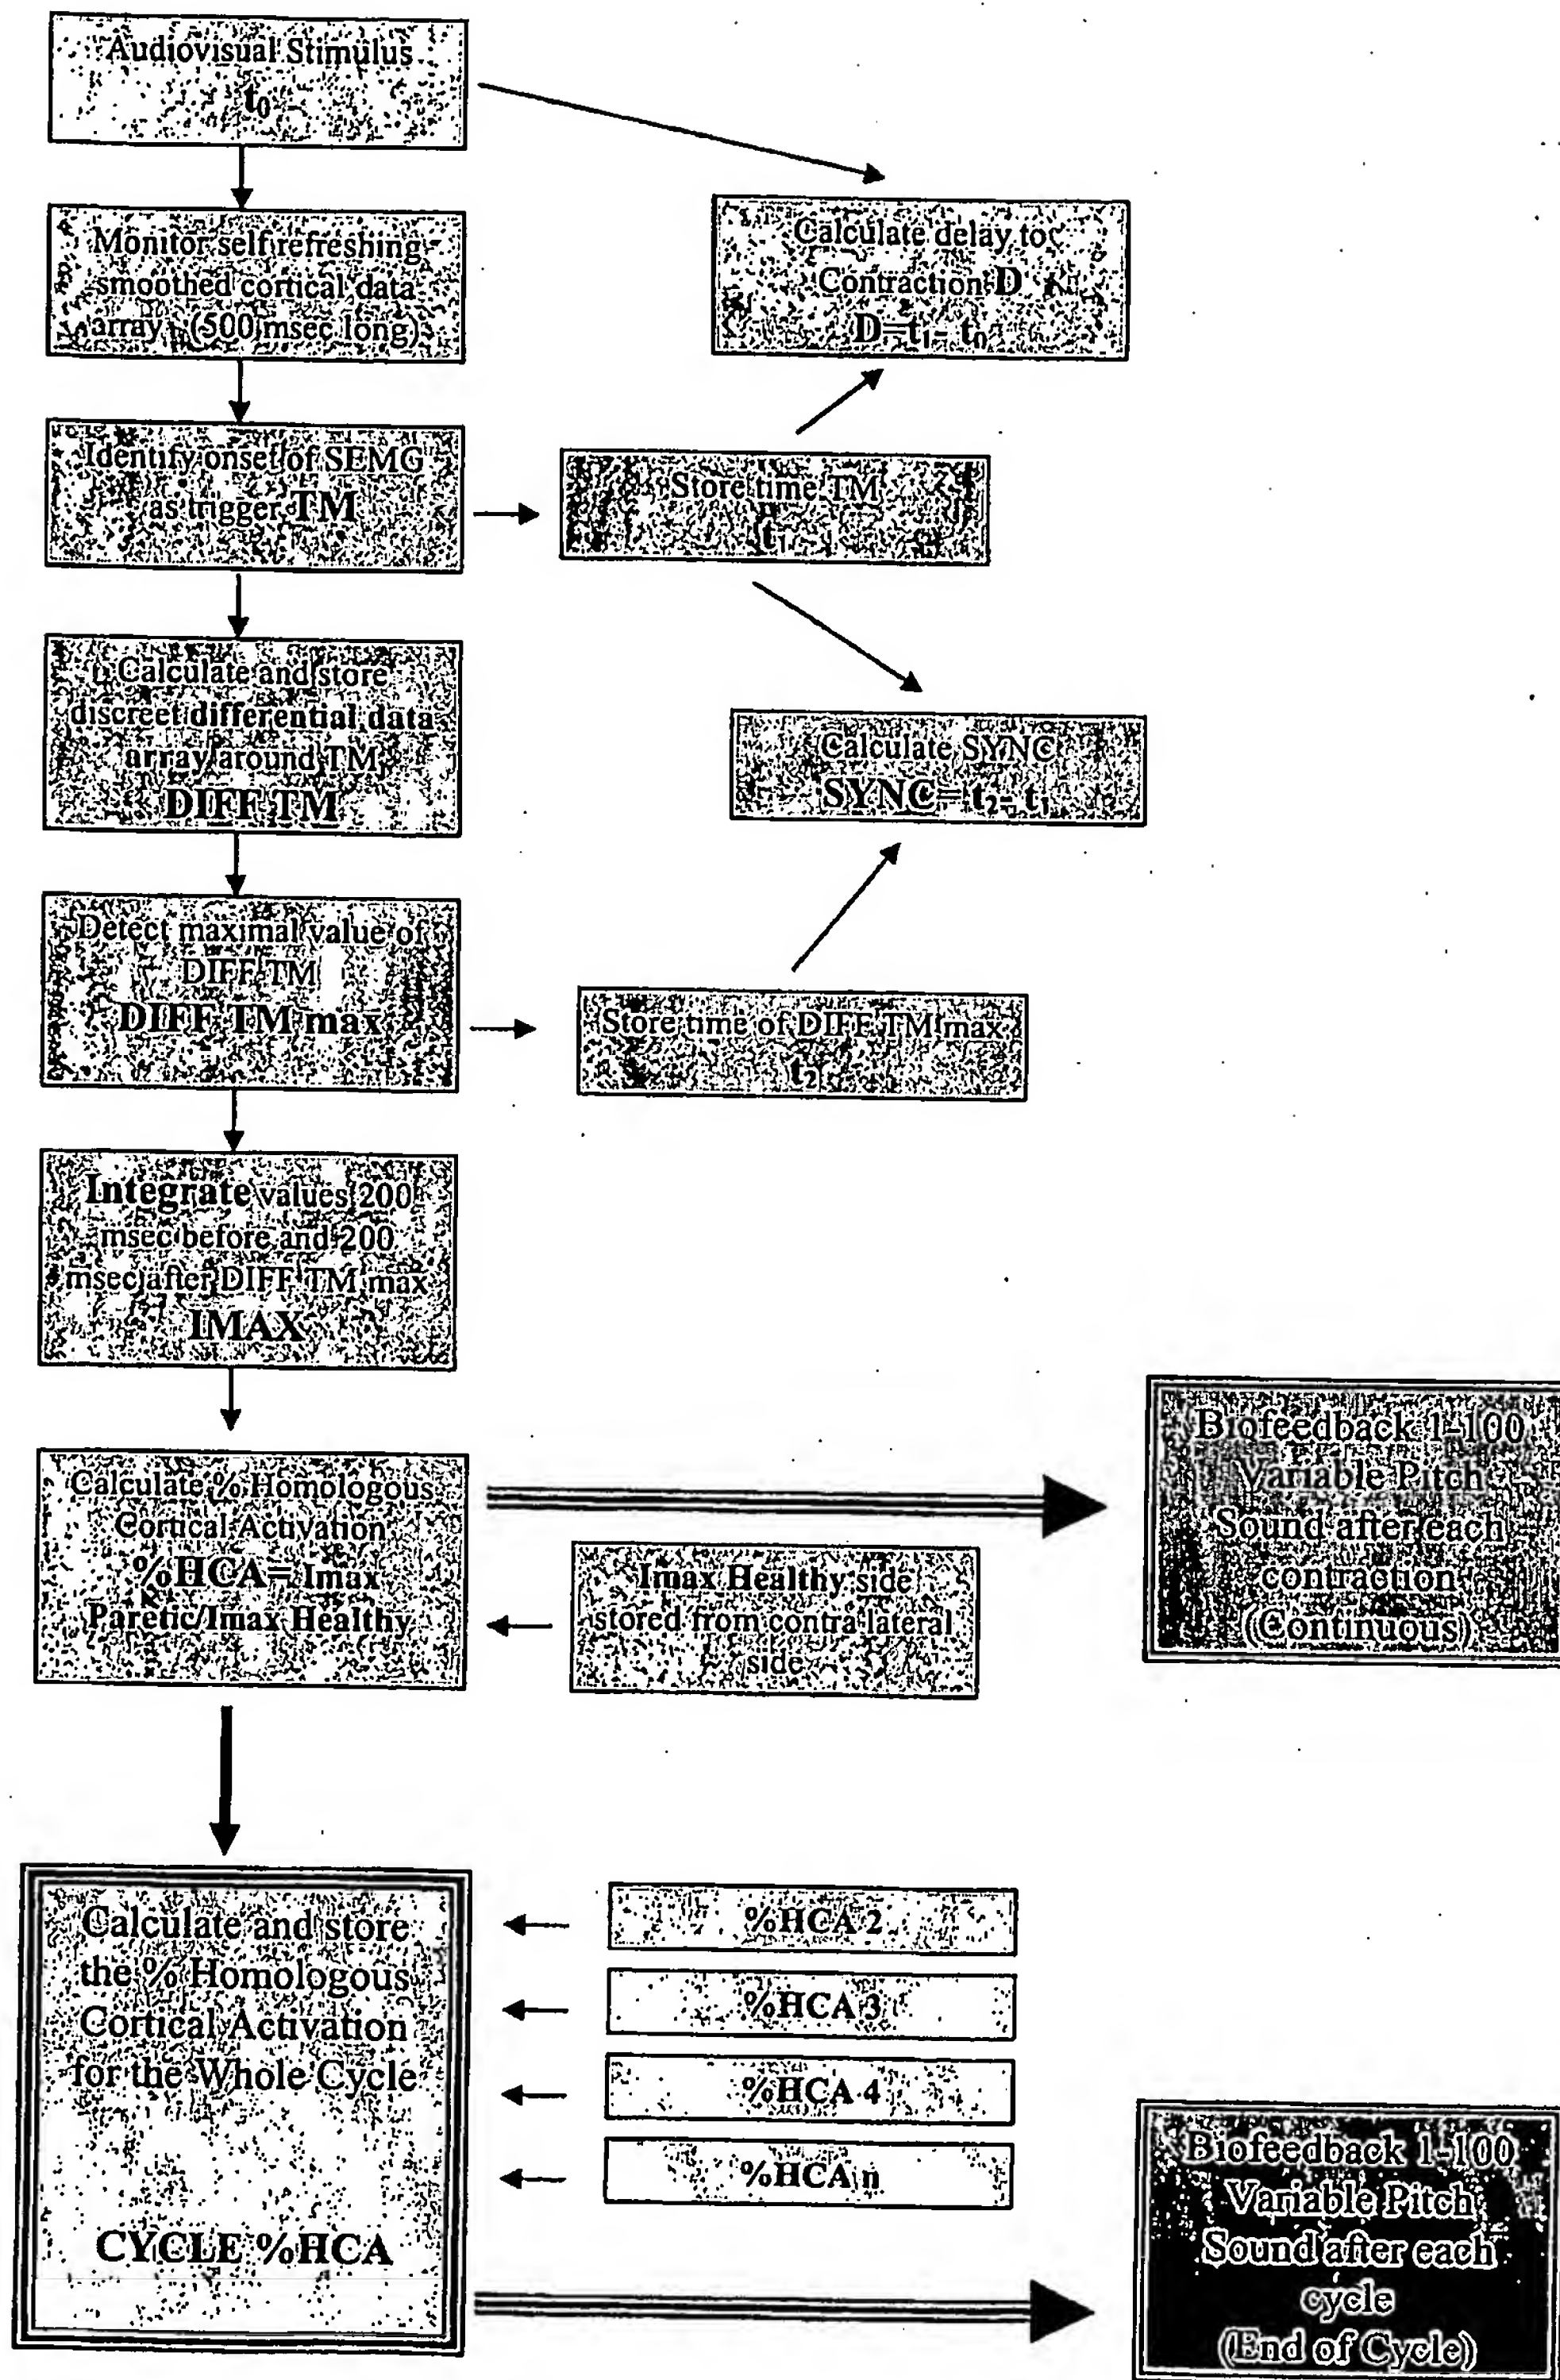 Audiovisual Stimulus
t0
Monitor self refreshing
smoothed cortical data
array (500 msec long)
Calculate delay to
Contraction D
D=t1- t0
Identify onset of SEMG
as trigger TM
Store time TM
t1
Calculate and store
discreet differential data
array around TM
DIFF TM
Calculate SYNC
SYNC= t2- t1
Detect maximal value of
DIFF TM
DIFF TM max
Store time of DIFF TM max
t2
Integrate values 200
msec before and 200
msec after DIFF TM max
IMAX
Calculate % Homologous
Cortical Activation
%HCA= Imax
Paretic/Imax Healthy
Imax Healthy side
stored from contra lateral
side
Biofeedback 1-100
Variable Pitch
Sound after each
contraction
(Continuous)
Calculate and store
the % Homologous
Cortical Activation
for the Whole Cycle
CYCLE %HCA
%HCA 2
%HCA 3
%HCA 4
%HCA n
Biofeedback 1-100
Variable Pitch
Sound after each
cycle
(End of Cycle)